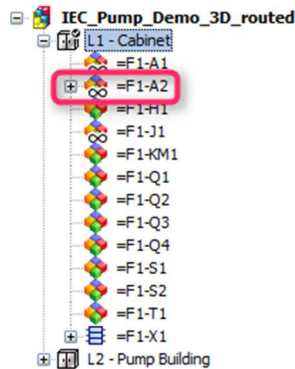 IEC_Pump_Demo_3D_routed
L1 - Cabinet
=F1-A1
=F1-A2
=F1-H1
=F1-J1
=F1-KM1
=F1-Q1
=F1-Q2
=F1-Q3
=F1-Q4
=F1-S1
=F1-S2
=F1-T1
=F1-X1
L2 - Pump Building